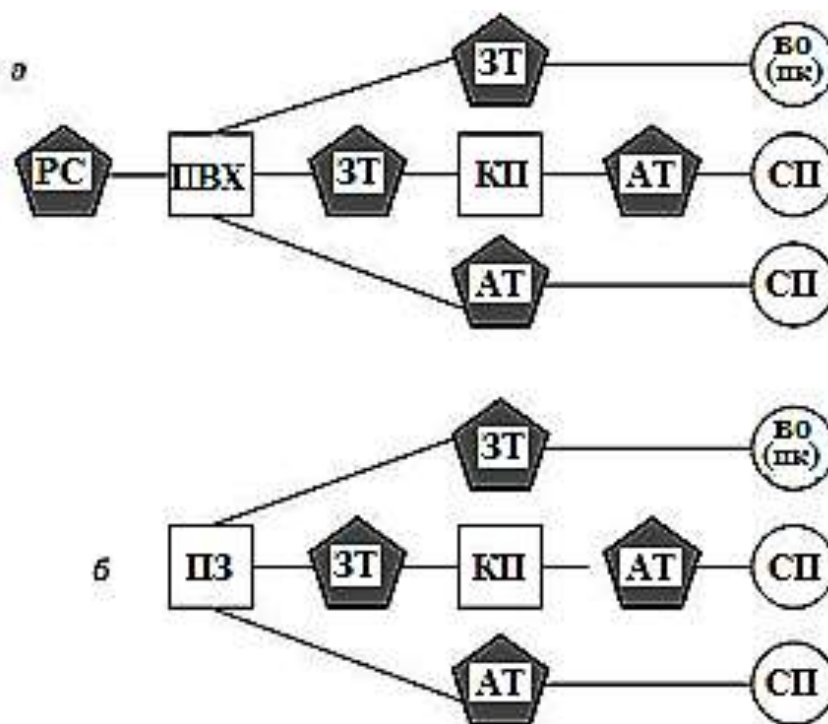 ЗТ
ВО
(ПК)
а
РС
ПВХ
ЗТ
КП
АТ
СП
АТ
СП
ЗТ
ВО
(ПК)
б
ПЗ
ЗТ
КП
АТ
СП
АТ
СП